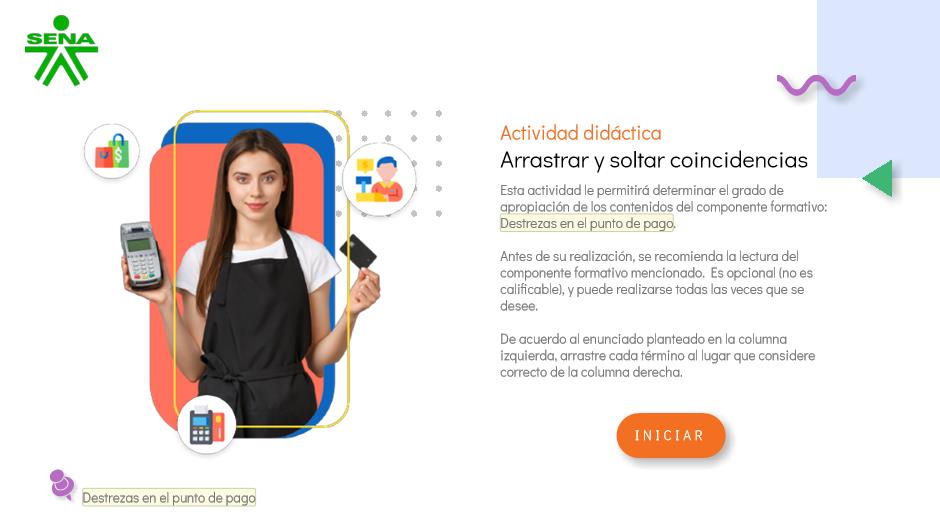 SENA
Actividad didáctica
Arrastrar y soltar coincidencias
Esta actividad le permitirá determinar el grado de
apropiación de los contenidos del componente formativo:
Destrezas en el punto de pago.
Antes de su realización, se recomienda la lectura del
componente formativo mencionado. Es opcional (no es
calificable), y puede realizarse todas las veces que se
desee.
De acuerdo al enunciado planteado en la columna
izquierda, arrastre cada término al lugar que considere
correcto de la columna derecha.
INICIAR
Destrezas en el punto de pago